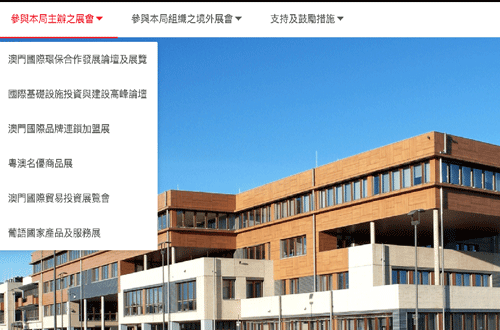 參與本局主辦之展會
參與本局組織之境外展會
支持及鼓勵措施
澳門國際環保合作發展論壇及展覽
國際基礎設施投資與建設高峰論壇
澳門國際品牌連鎖加盟展
粵澳名優商品展
澳門國際貿易投資展覽會
葡語國家產品及服務展